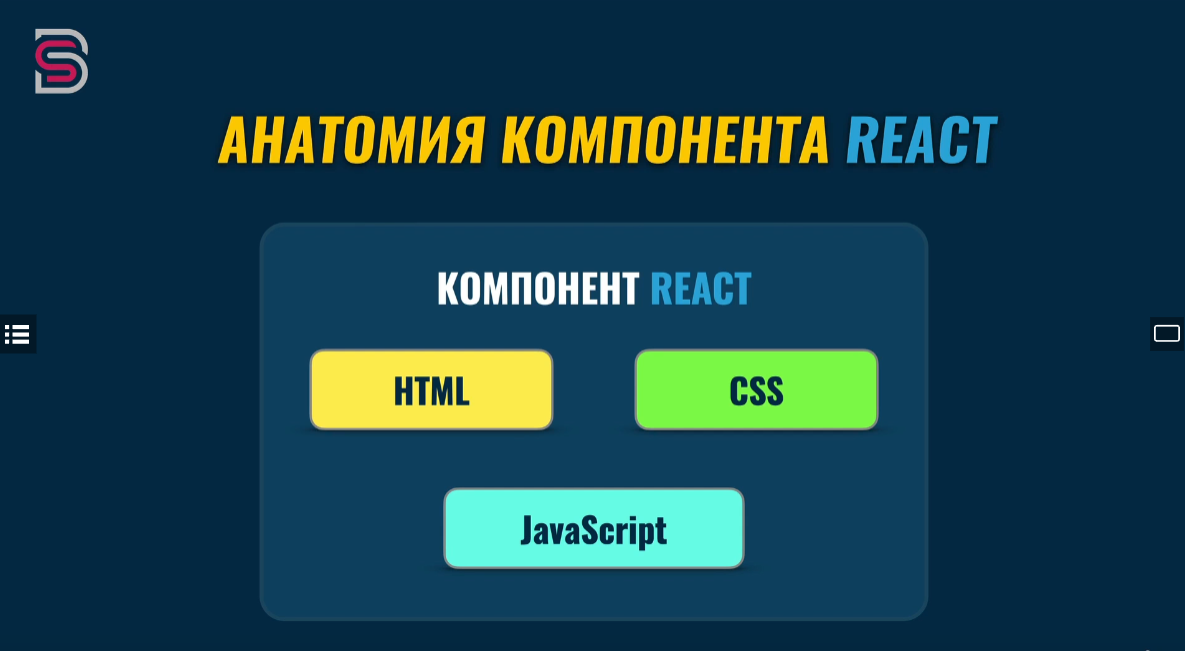 АНАТОМИЯ КОМПОНЕНТА REACT
КОМПОНЕНТ REACT
HTML
CSS
JavaScript